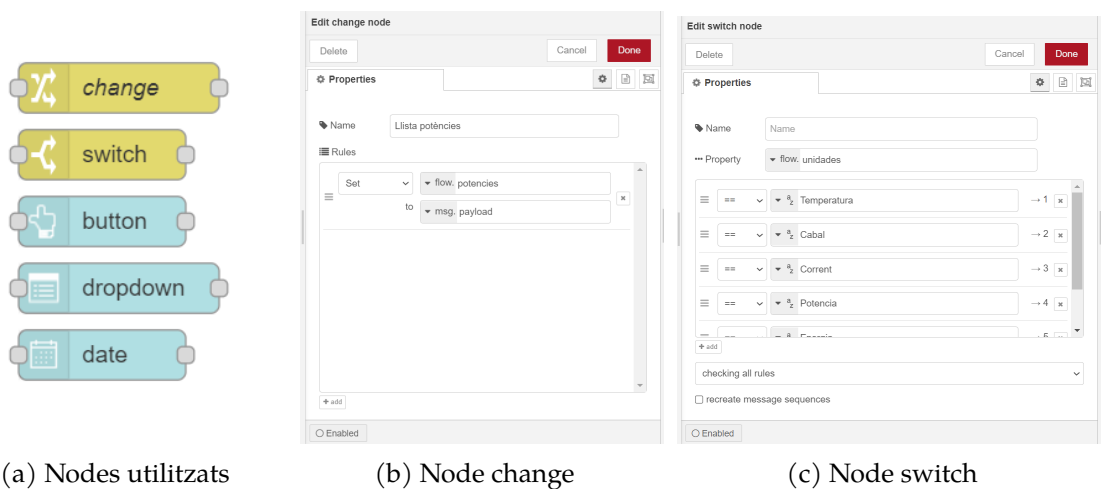 change
switch
button
dropdown
date
(a) Nodes utilitzats
Edit change node
Delete
Cancel
Done
Properties
Name
Llista potències
Rules
Set
flow. potencies
to
msg. payload
add
Enabled
(b) Node change
Edit switch node
Delete
Cancel
Done
Properties
Name
Name
Property
flow. unidades
== a z Temperatura → 1
== a z Cabal → 2
== a z Corrent → 3
== a z Potencia → 4
add
checking all rules
recreate message sequences
Enabled
(c) Node switch